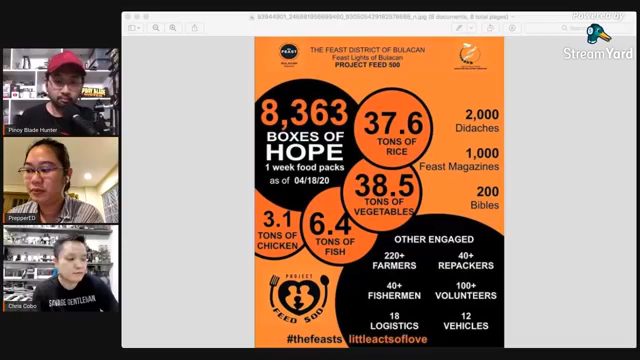 Powered by
StreamYard
THE FEAST DISTRICT OF BULACAN
Feast Lights of Bulacan
PROJECT FEED 500
8,363
BOXES OF
HOPE
1 week food packs
as of 04/18/20
37.6
TONS OF
RICE
38.5
TONS OF
VEGETABLES
3.1
TONS OF
CHICKEN
6.4
TONS OF
FISH
2,000
Didaches
1,000
Feast Magazines
200
Bibles
OTHER ENGAGED
220+
FARMERS
40+
REPACKERS
40+
FISHERMEN
100+
VOLUNTEERS
18
LOGISTICS
12
VEHICLES
PROJECT
FEED 500
#thefeasts littleactsoflove
Pinoy Blade Hunter
PrepperED
SAVAGE GENTLEMAN
Chris Cobo